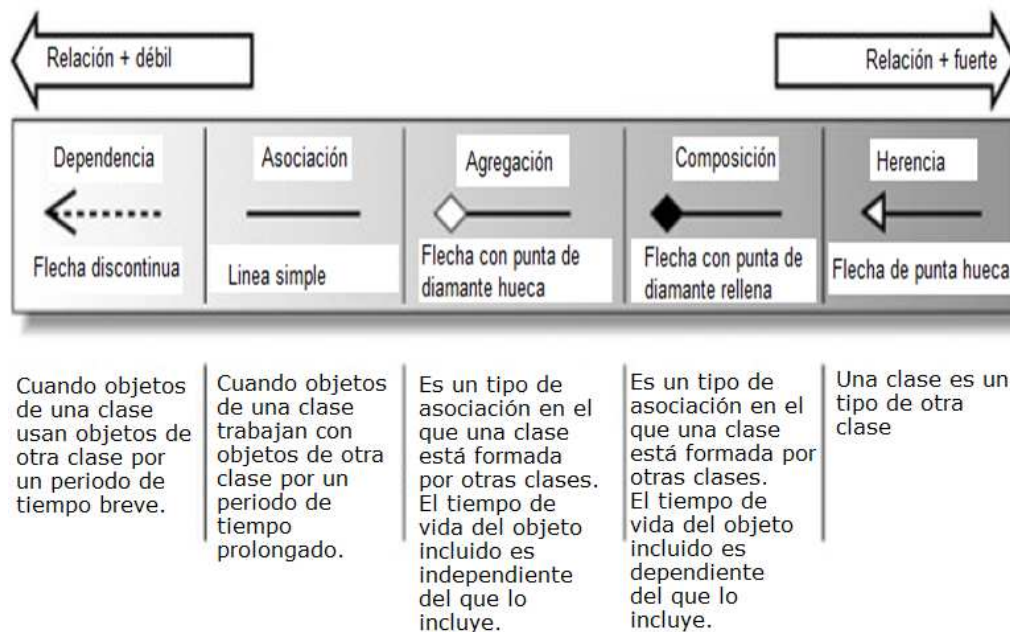 Relación + débil
Relación + fuerte
Dependencia
Flecha discontinua
Asociación
Linea simple
Agregación
Flecha con punta de
diamante hueca
Composición
Flecha con punta de
diamante rellena
Herencia
Flecha de punta hueca
Cuando objetos
de una clase
usan objetos de
otra clase por
un periodo de
tiempo breve.
Cuando objetos
de una clase
trabajan con
objetos de otra
clase por un
periodo de
tiempo
prolongado.
Es un tipo de
asociación en el
que una clase
está formada
por otras clases.
El tiempo de
vida del objeto
incluido es
independiente
del que lo
incluye.
Es un tipo de
asociación en el
que una clase
está formada por
otras clases.
El tiempo de
vida del objeto
incluido es
dependiente
del que lo
incluye.
Una clase es un
tipo de otra
clase